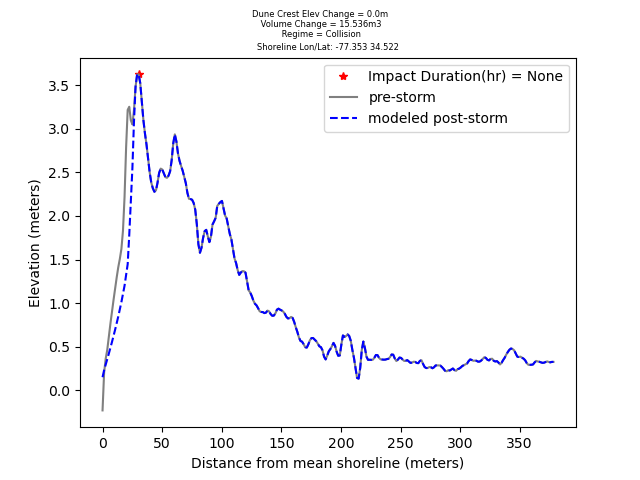 Dune Crest Elev Change = 0.0m
Volume Change = 15.536m
Regime = Collision
Shoreline Lon/Lat: -77.353 34.522
Impact Duration(hr) = None
pre-storm
modeled post-storm
3.5
3.0
2.5
2.0
1.5
1.0
0.5
0.0
Elevation (meters)
0 50 100 150 200 250 300 350
Distance from mean shoreline (meters)